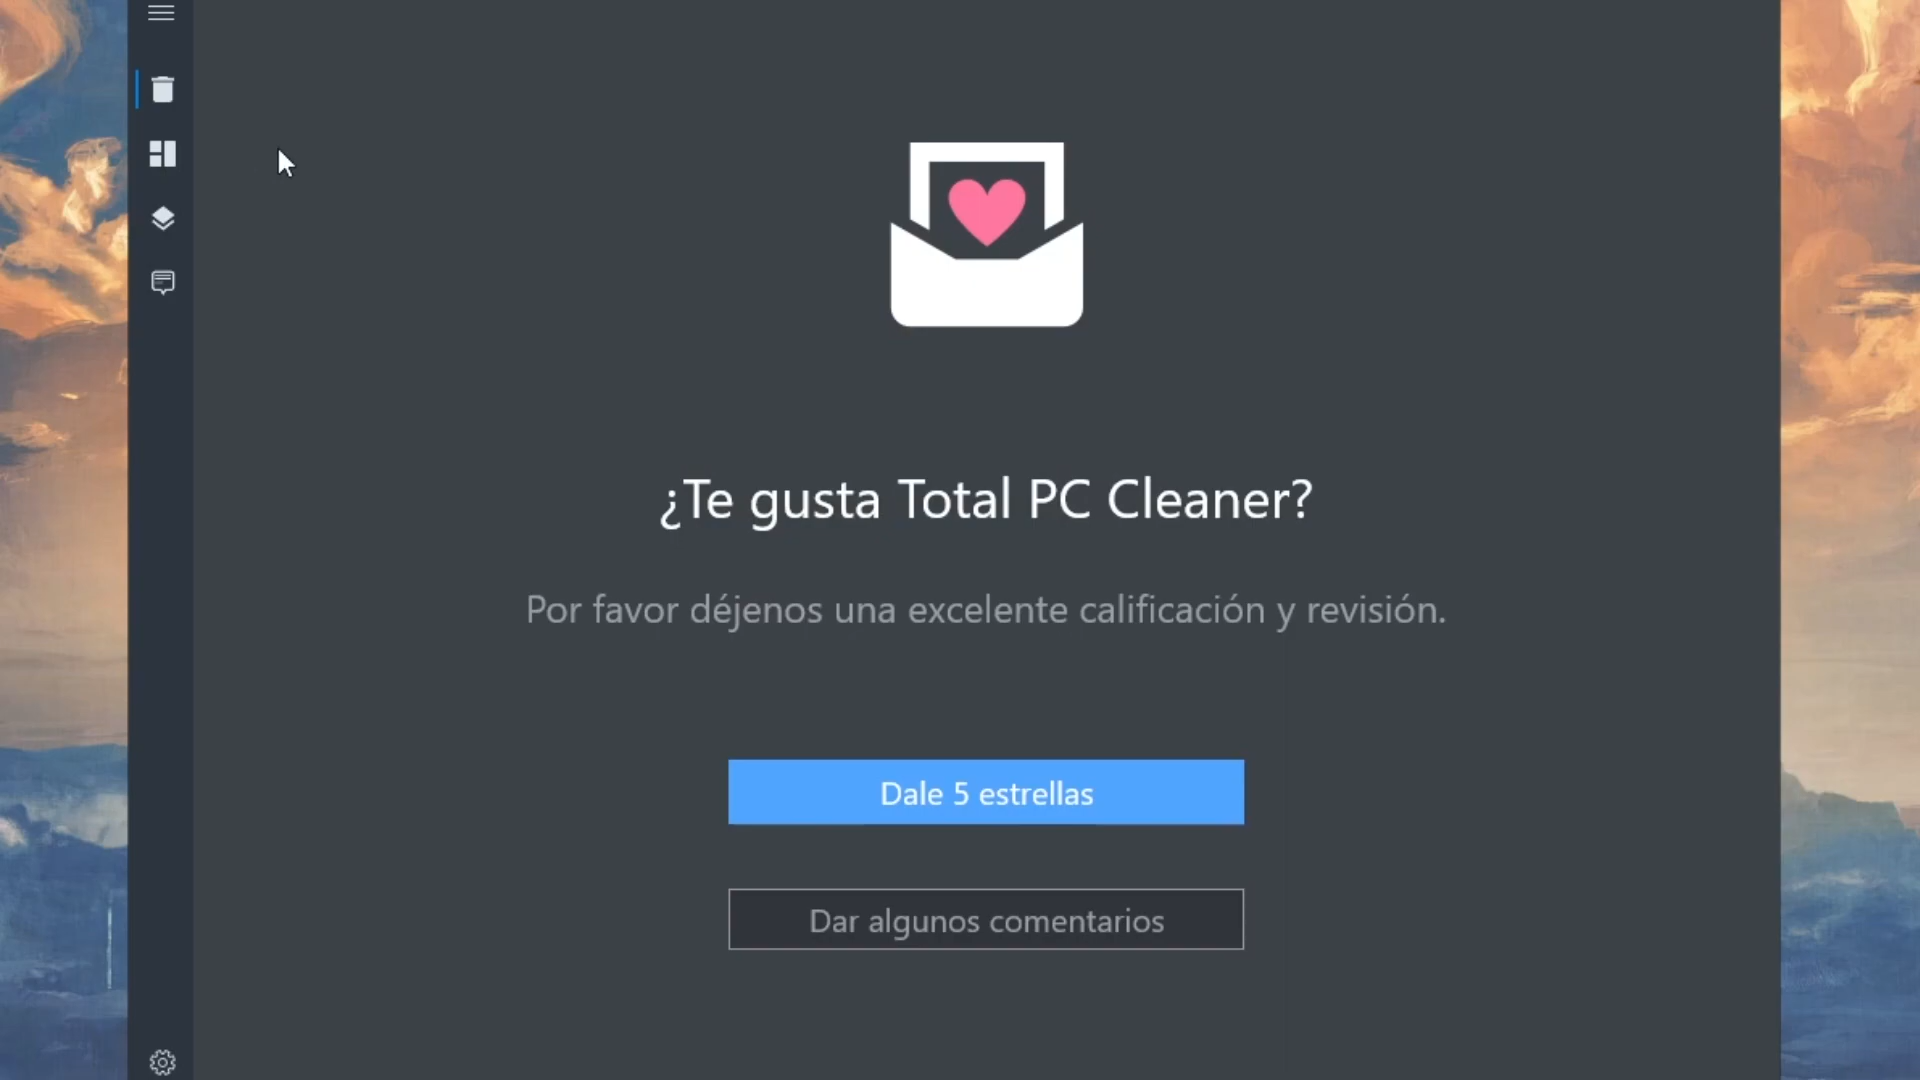 ¿Te gusta Total PC Cleaner?
Por favor déjenos una excelente calificación y revisión.
Dale 5 estrellas
Dar algunos comentarios